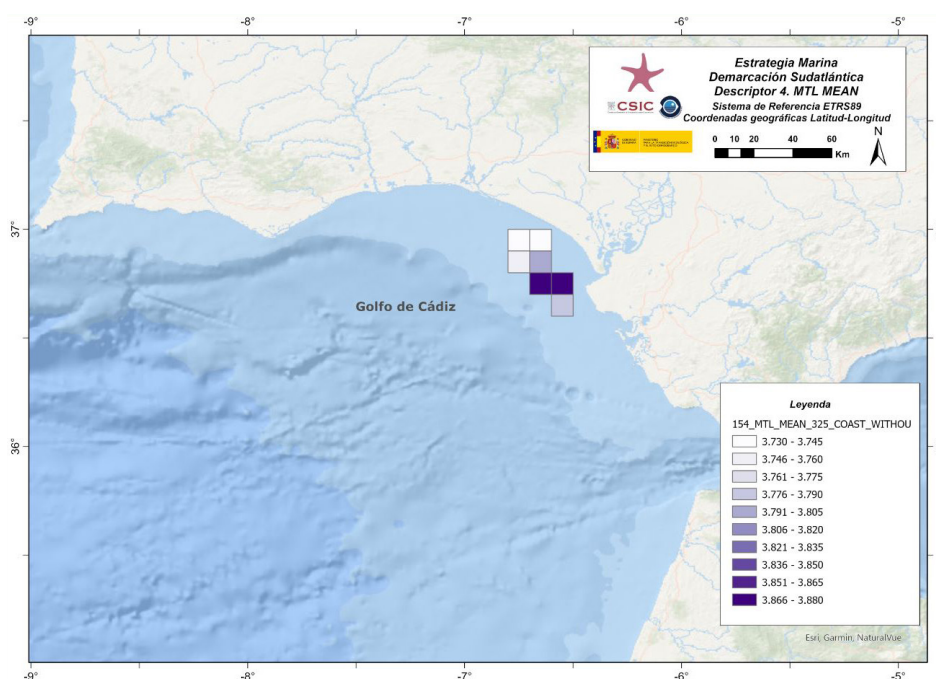 -9°
-8°
-7°
-6°
-5°
Estrategia Marina
Demarcación Sudatlántica
Descriptor 4. MTL MEAN
Sistema de Referencia ETRS89
Coordenadas geográficas Latitud-Longitud
CSIC
N
0 10 20 40 60
Km
37°
37°
Golfo de Cádiz
36°
36°
Leyenda
154_MTL_MEAN_325_COAST_WITHOU
3.730 - 3.745
3.746 - 3.760
3.761 - 3.775
3.776 - 3.790
3.791 - 3.805
3.806 - 3.820
3.821 - 3.835
3.836 - 3.850
3.851 - 3.865
3.866 - 3.880
Esri, Garmin, NaturalVue
-9°
-8°
-7°
-6°
-5°